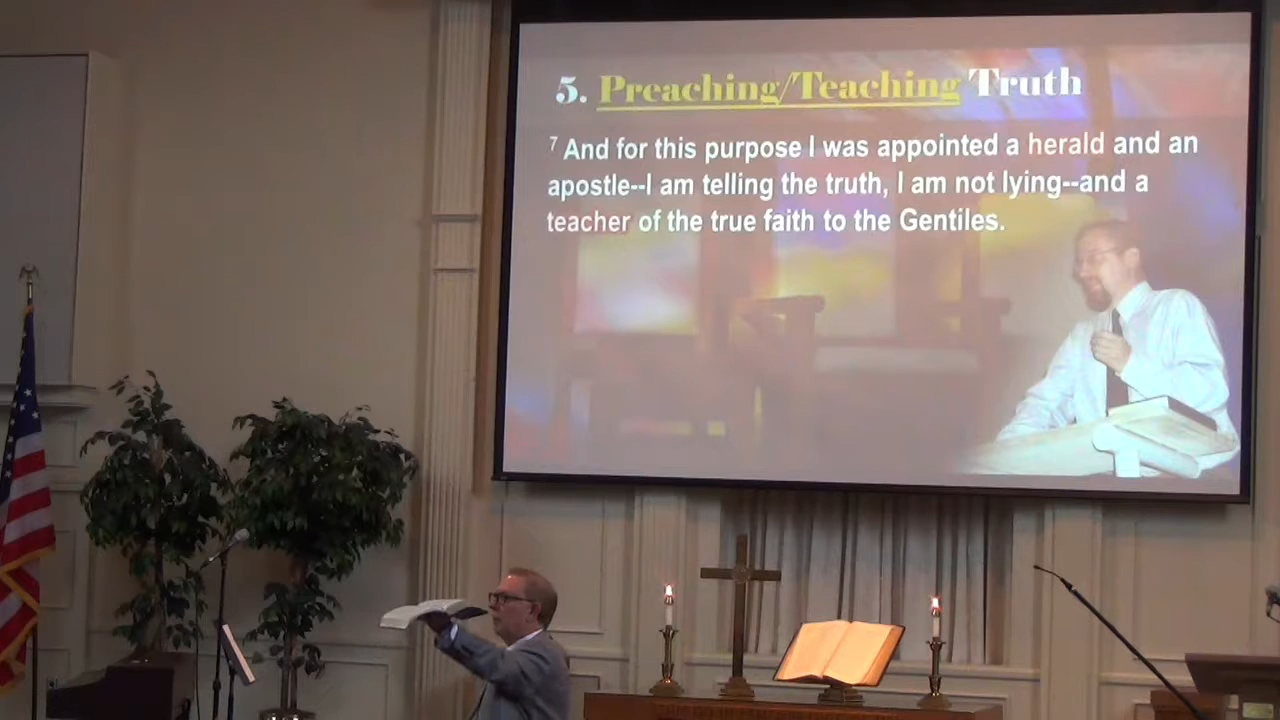 5. Preaching/Teaching Truth
7 And for this purpose I was appointed a herald and an
apostle--I am telling the truth, I am not lying--and a
teacher of the true faith to the Gentiles.